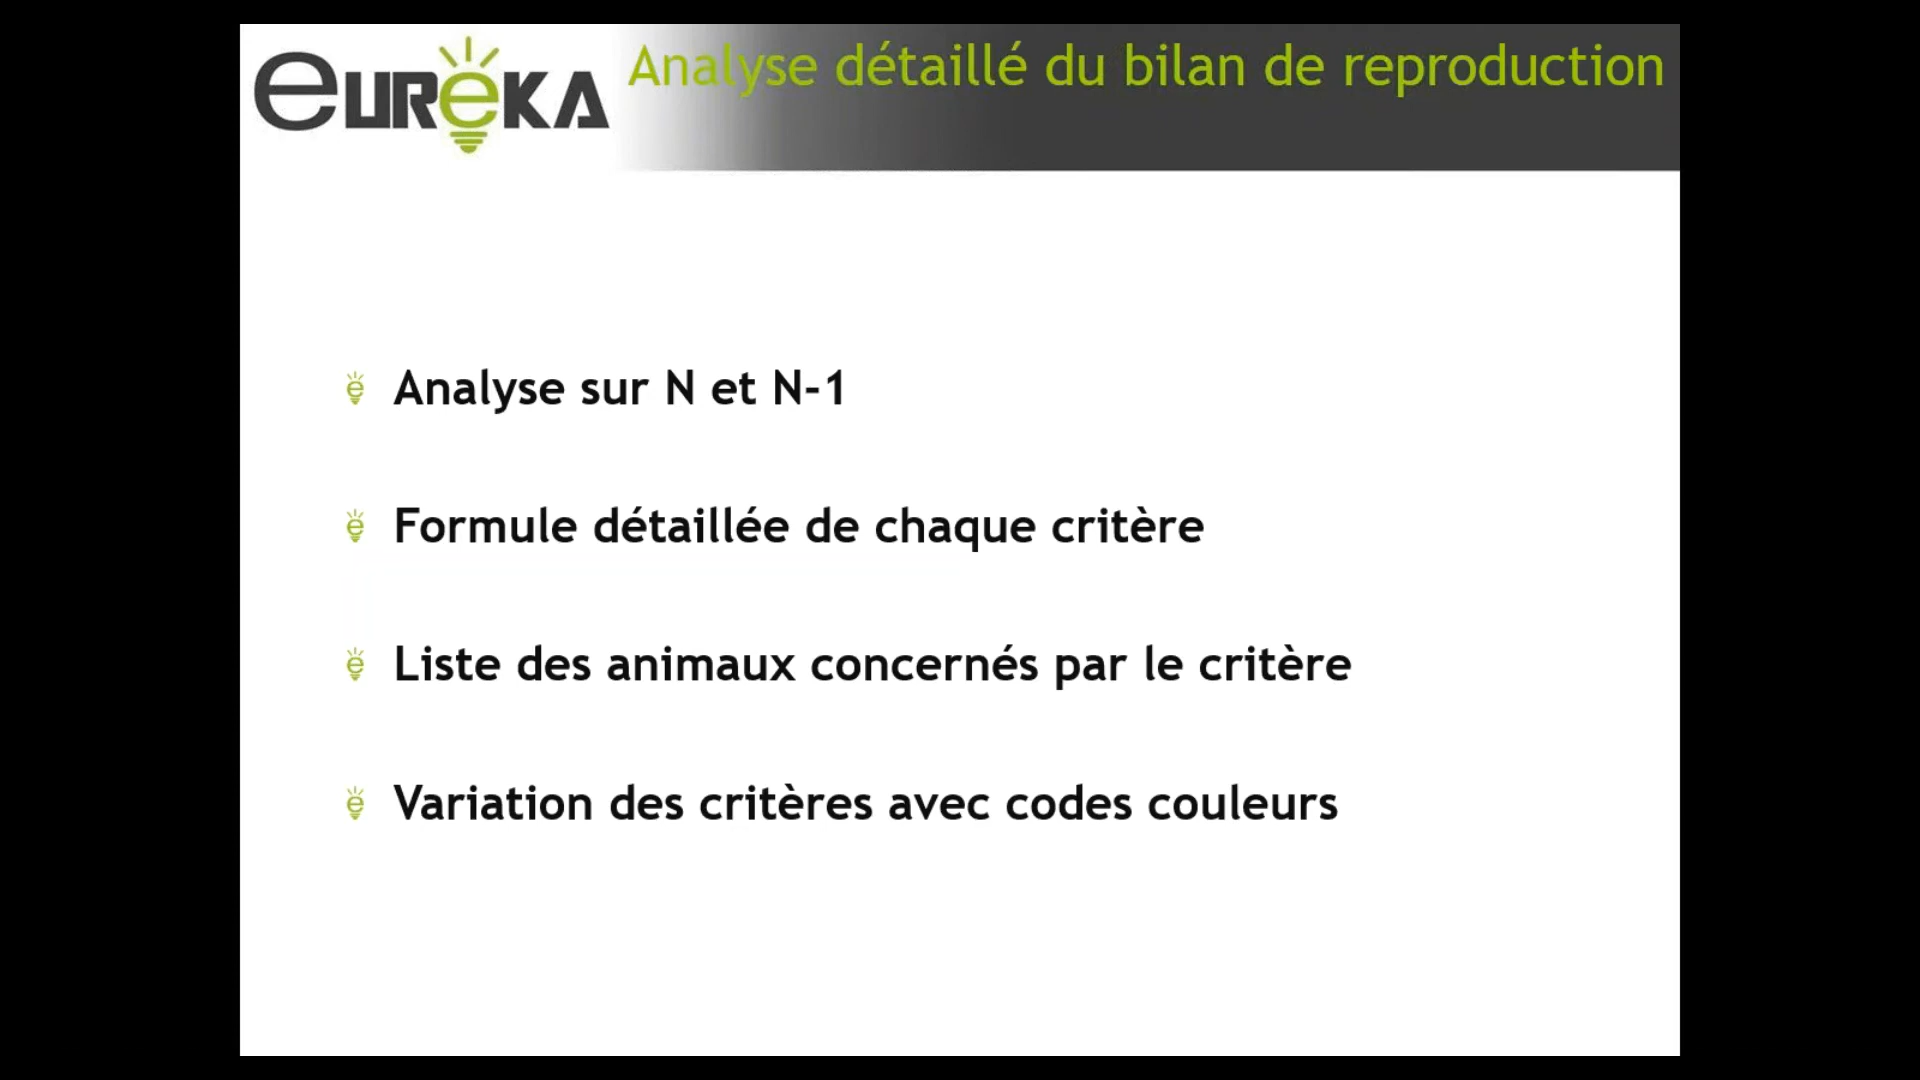 eureka
Analyse détaillé du bilan de reproduction
Analyse sur N et N-1
Formule détaillée de chaque critère
Liste des animaux concernés par le critère
Variation des critères avec codes couleurs